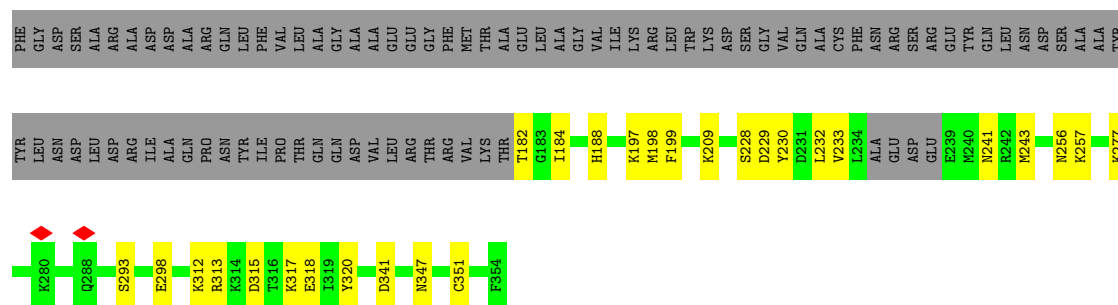 PHE GLY ASP SER ALA ARG ALA ASP ASP ALA ARG GLN LEU PHE VAL LEU ALA GLY ALA ALA GLU GLU GLY PHE MET THR ALA GLU LEU ALA GLY VAL ILE LYS ARG LEU TRP LYS ASP SER GLY VAL GLN ALA CYS PHE ASN ARG SER ARG GLU TYR GLN LEU ASN ASP SER ALA ALA TYR
TYR LEU ASN ASP LEU ASP ARG ILE ALA GLN PRO ASN TYR ILE PRO THR GLN GLN ASP VAL LEU ARG THR ARG VAL LYS THR T182 G183 I184 H188 K197 M198 F199 K209 S228 D229 Y230 D231 L232 V233 L234 ALA GLU ASP GLU E239 M240 N241 R242 M243 N256 K257 K277
K280 Q288 S293 E298 K312 R313 K314 D315 T316 K317 E318 I319 Y320 D341 N347 C351 F354